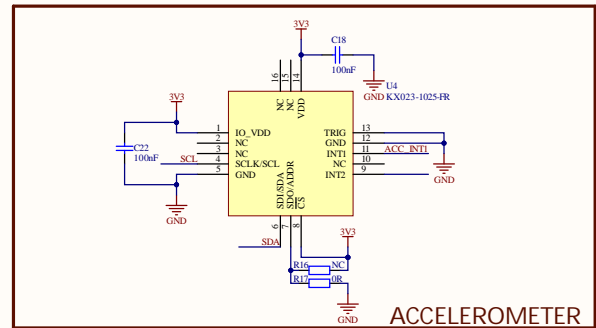 3V3
C18
100nF
GND
U4
KX023-1025-FR
16
15
14
NC
NC
VDD
3V3
C22
100nF
1
IO_VDD
2
NC
3
NC
SCL
4
SCLK/SCL
5
GND
GND
TRIG
13
GND
12
INT1
11
ACC_INT1
NC
10
INT2
9
GND
SDI/SDA
SDO/ADDR
CS
6
7
8
SDA
3V3
R16
NC
R17
0R
GND
ACCELEROMETER